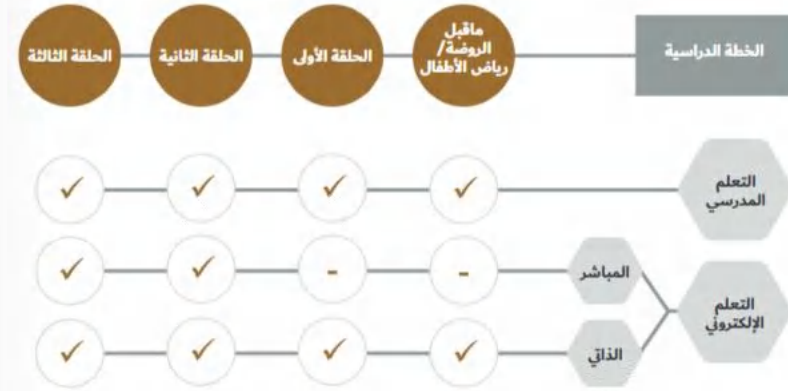 الخطة الدراسية
ماقبل
الروضة/
رياض الأطفال
الحلقة الأولى
الحلقة الثانية
الحلقة الثالثة
التعلم
المدرسي
✓ ✓ ✓ ✓
التعلم
الإلكتروني
المباشر
- - ✓ ✓
الذاتي
✓ ✓ ✓ ✓